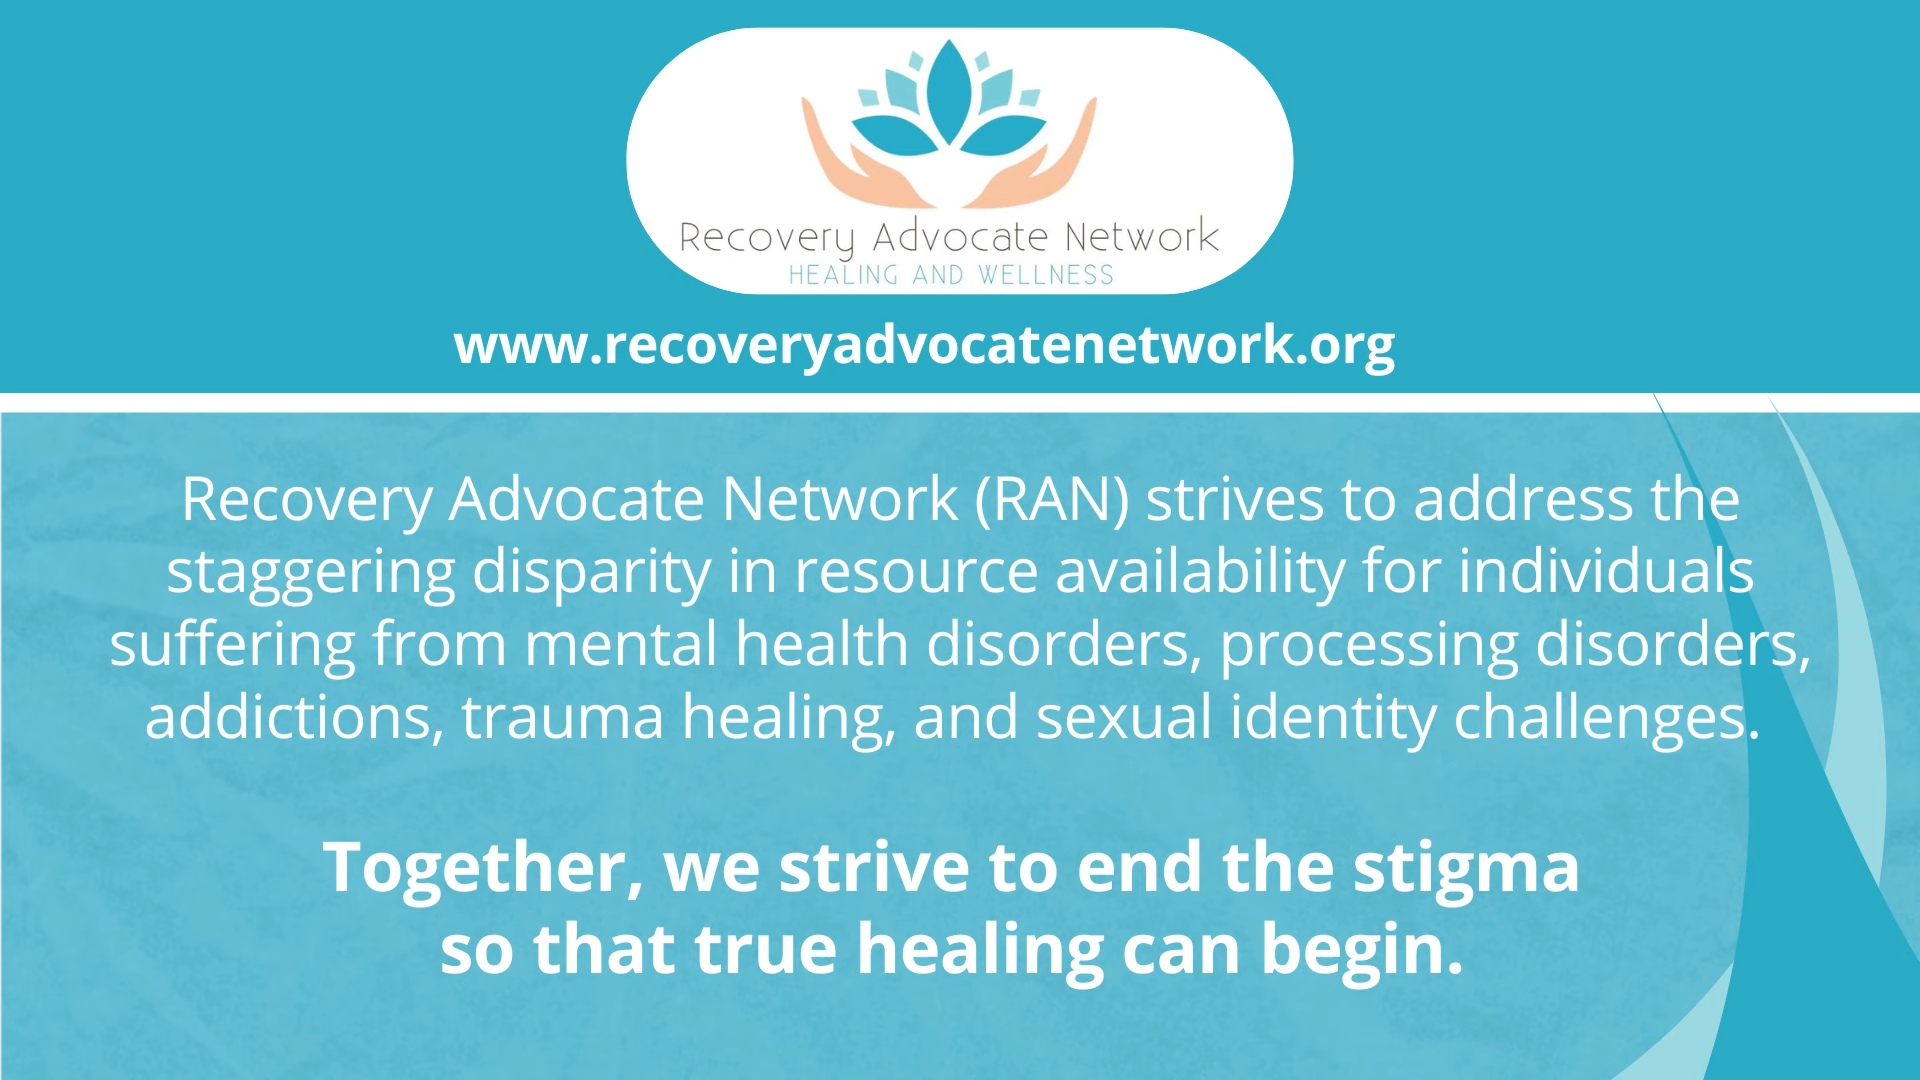 Recovery Advocate Network
HEALING AND WELLNESS
www.recoveryadvocatenetwork.org
Recovery Advocate Network (RAN) strives to address the
staggering disparity in resource availability for individuals
suffering from mental health disorders, processing disorders,
addictions, trauma healing, and sexual identity challenges.
Together, we strive to end the stigma
so that true healing can begin.